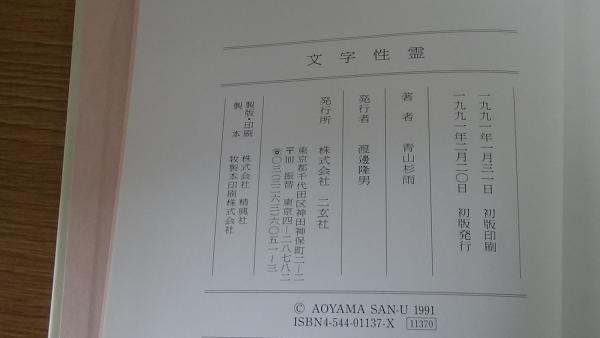 文字性霊
一九九一年一月三一日　初版印刷
一九九一年二月二〇日　初版発行
著者　青山杉雨
発行者　渡邊隆男
発行所　株式会社　二玄社
東京都千代田区神田神保町二―二
〒101　振替　東京四―二八七八二
☎〇三(三二六三)六〇五一～三
製版・印刷　株式会社　精興社
製本　牧製本印刷株式会社
© AOYAMA SAN-U 1991
ISBN4-544-01137-X 11370